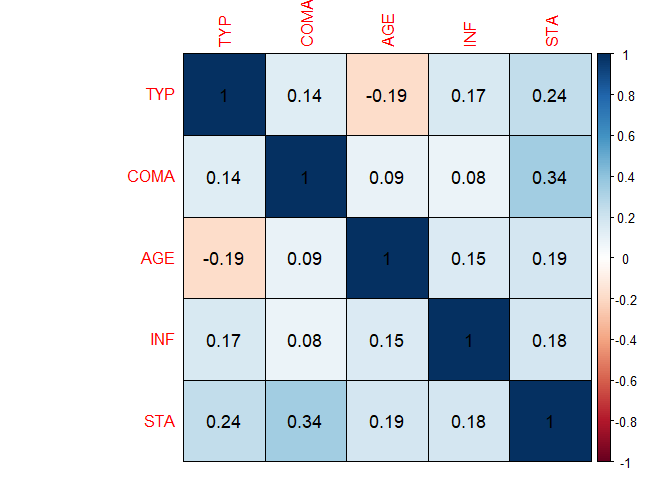 TYP COMA AGE INF STA
TYP 1 0.14 -0.19 0.17 0.24
COMA 0.14 1 0.09 0.08 0.34
AGE -0.19 0.09 1 0.15 0.19
INF 0.17 0.08 0.15 1 0.18
STA 0.24 0.34 0.19 0.18 1
1
0.8
0.6
0.4
0.2
0
-0.2
-0.4
-0.6
-0.8
-1